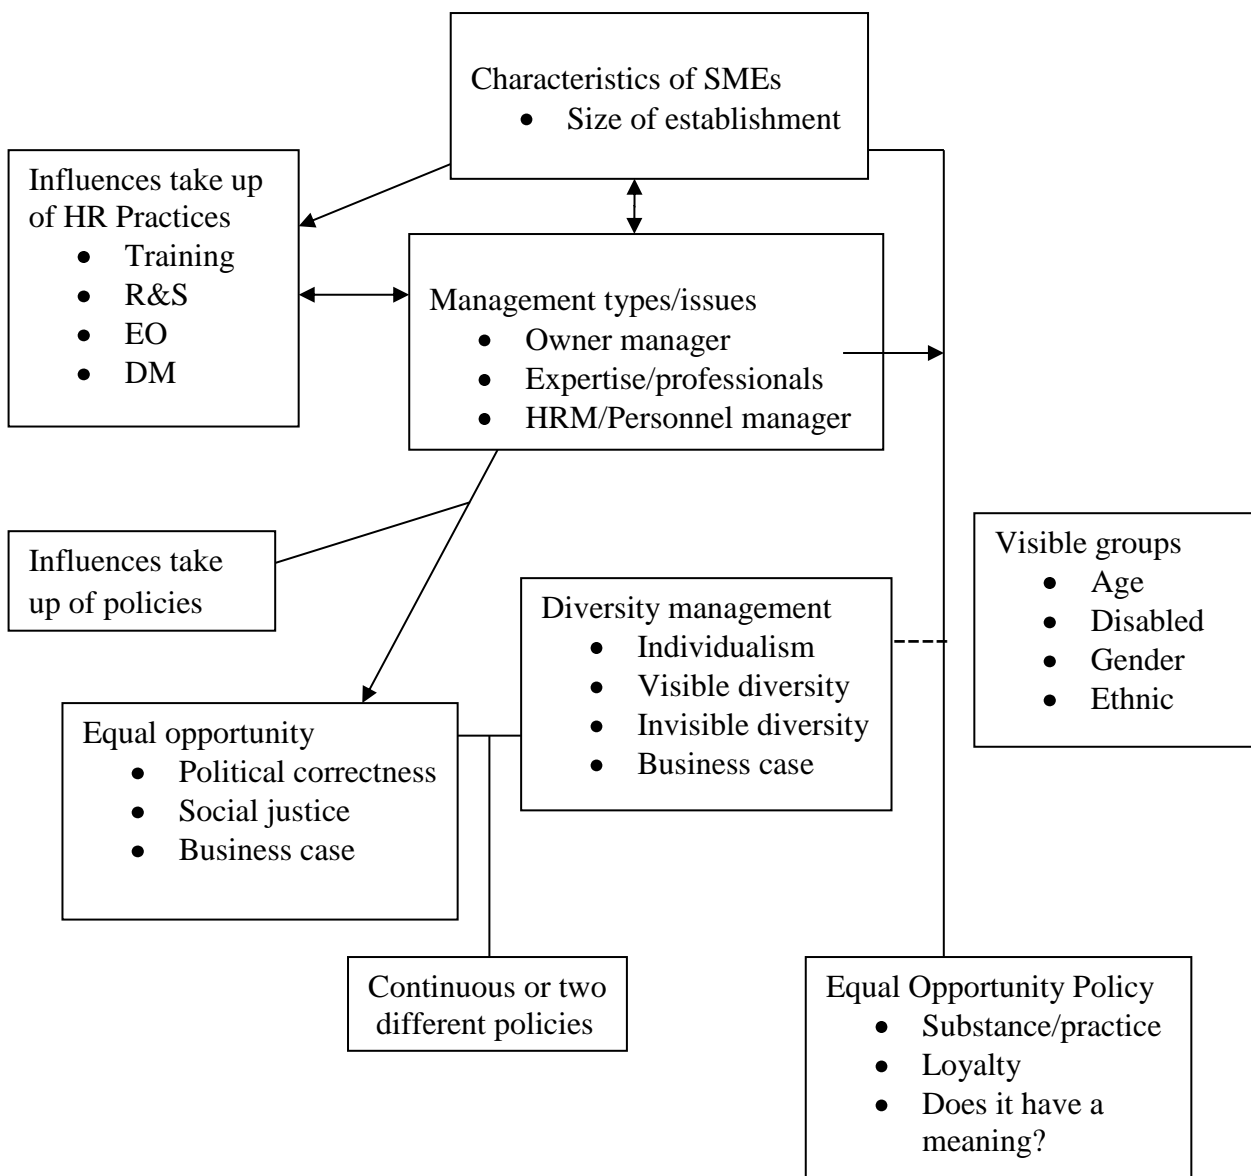 Characteristics of SMEs
● Size of establishment
Influences take up
of HR Practices
● Training
● R&S
● EO
● DM
Management types/issues
● Owner manager
● Expertise/professionals
● HRM/Personnel manager
Influences take
up of policies
Visible groups
● Age
● Disabled
● Gender
● Ethnic
Diversity management
● Individualism
● Visible diversity
● Invisible diversity
● Business case
Equal opportunity
● Political correctness
● Social justice
● Business case
Continuous or two
different policies
Equal Opportunity Policy
● Substance/practice
● Loyalty
● Does it have a
meaning?